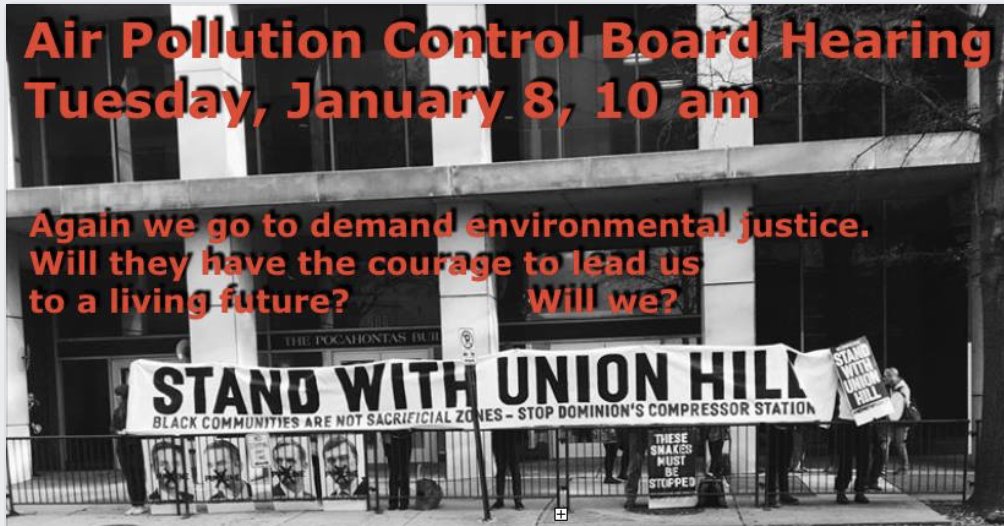 Air Pollution Control Board Hearing
Tuesday, January 8, 10 am
Again we go to demand environmental justice.
Will they have the courage to lead us
to a living future? Will we?
THE POCAHONTAS BUIL
STAND WITH UNION HILL
BLACK COMMUNITIES ARE NOT SACRIFICIAL ZONES – STOP DOMINION'S COMPRESSOR STATION
STAND
WITH
UNION
HILL
THESE
SNAKES
MUST
BE
STOPPED